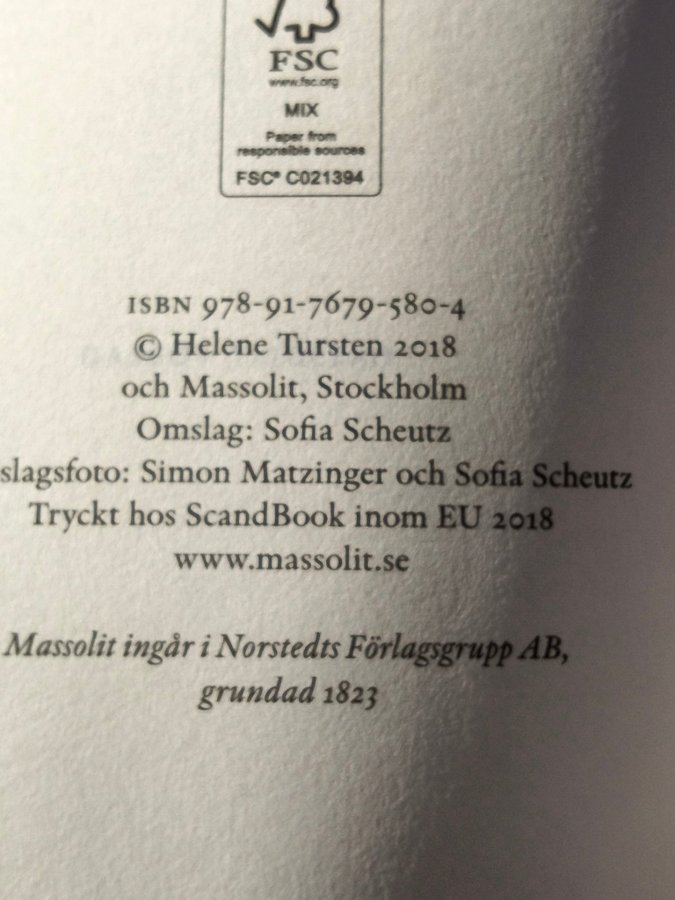 FSC
www.fsc.org
MIX
Paper from
responsible sources
FSC® C021394
ISBN 978-91-7679-580-4
© Helene Tursten 2018
och Massolit, Stockholm
Omslag: Sofia Scheutz
slagsfoto: Simon Matzinger och Sofia Scheutz
Tryckt hos ScandBook inom EU 2018
www.massolit.se
Massolit ingår i Norstedts Förlagsgrupp AB,
grundad 1823